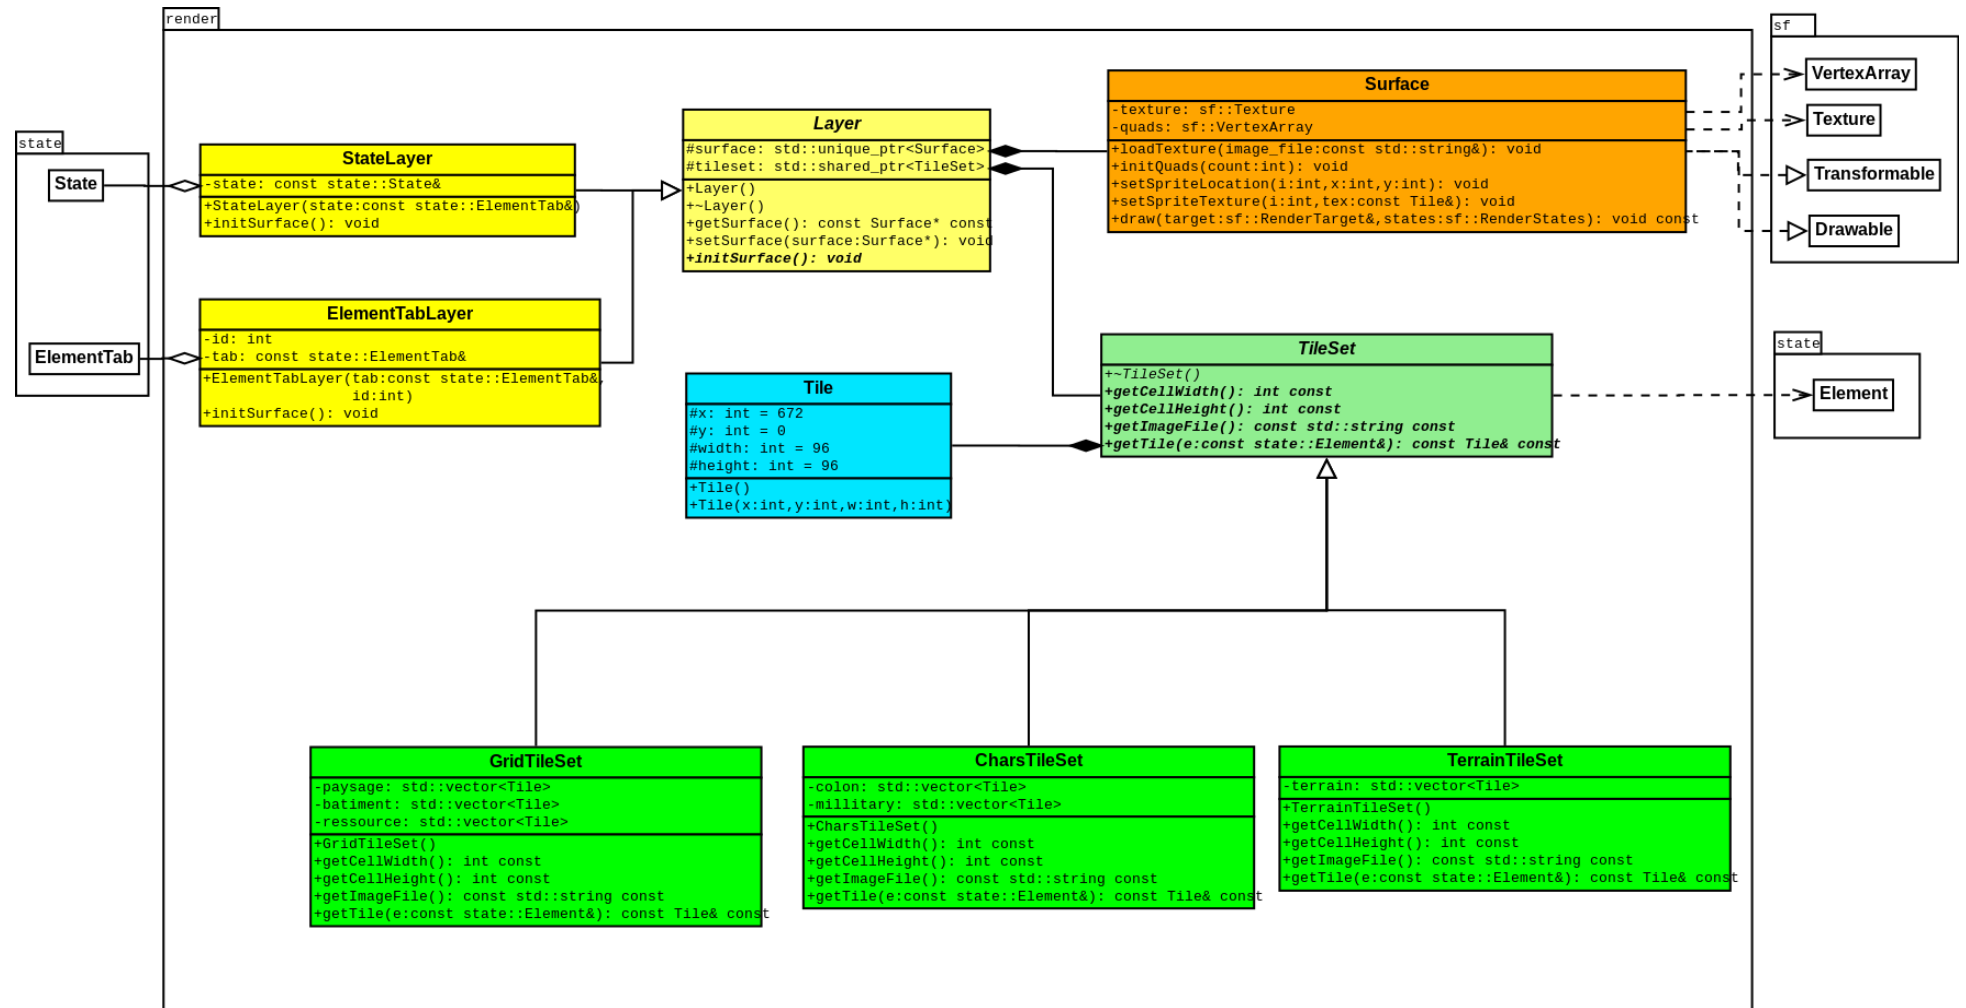 render
sf
VertexArray
Texture
Transformable
Drawable
state
State
ElementTab
StateLayer
-state: const state::State&
+StateLayer(state:const state::ElementTab&)
+initSurface(): void
ElementTabLayer
-id: int
-tab: const state::ElementTab&
+ElementTabLayer(tab:const state::ElementTab&,
id:int)
+initSurface(): void
Layer
#surface: std::unique_ptr<Surface>
#tileset: std::shared_ptr<TileSet>
+Layer()
+~Layer()
+getSurface(): const Surface* const
+setSurface(surface:Surface*): void
+initSurface(): void
Surface
-texture: sf::Texture
-quads: sf::VertexArray
+loadTexture(image_file:const std::string&): void
+initQuads(count:int): void
+setSpriteLocation(i:int,x:int,y:int): void
+setSpriteTexture(i:int,tex:const Tile&): void
+draw(target:sf::RenderTarget&,states:sf::RenderStates): void const
Tile
#x: int = 672
#y: int = 0
#width: int = 96
#height: int = 96
+Tile()
+Tile(x:int,y:int,w:int,h:int)
TileSet
+~TileSet()
+getCellWidth(): int const
+getCellHeight(): int const
+getImageFile(): const std::string const
+getTile(e:const state::Element&): const Tile& const
state
Element
GridTileSet
-paysage: std::vector<Tile>
-batiment: std::vector<Tile>
-ressource: std::vector<Tile>
+GridTileSet()
+getCellWidth(): int const
+getCellHeight(): int const
+getImageFile(): const std::string const
+getTile(e:const state::Element&): const Tile& const
CharsTileSet
-colon: std::vector<Tile>
-millitary: std::vector<Tile>
+CharsTileSet()
+getCellWidth(): int const
+getCellHeight(): int const
+getImageFile(): const std::string const
+getTile(e:const state::Element&): const Tile& const
TerrainTileSet
-terrain: std::vector<Tile>
+TerrainTileSet()
+getCellWidth(): int const
+getCellHeight(): int const
+getImageFile(): const std::string const
+getTile(e:const state::Element&): const Tile& const